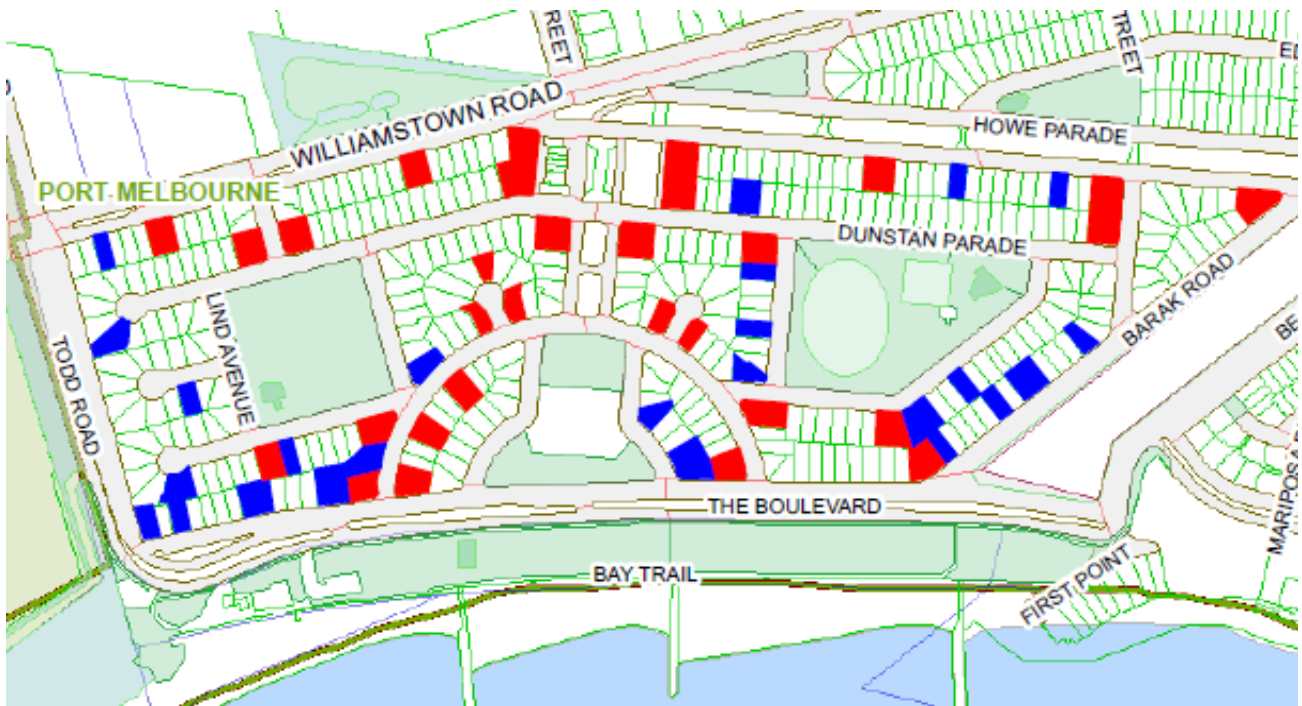 REET
TREET
ED
WILLIAMSTOWN ROAD
HOWE PARADE
PORT MELBOURNE
DUNSTAN PARADE
BARAK ROAD
BE
LIND AVENUE
TODD ROAD
THE BOULEVARD
MARIPOSA
BAY TRAIL
FIRST POINT